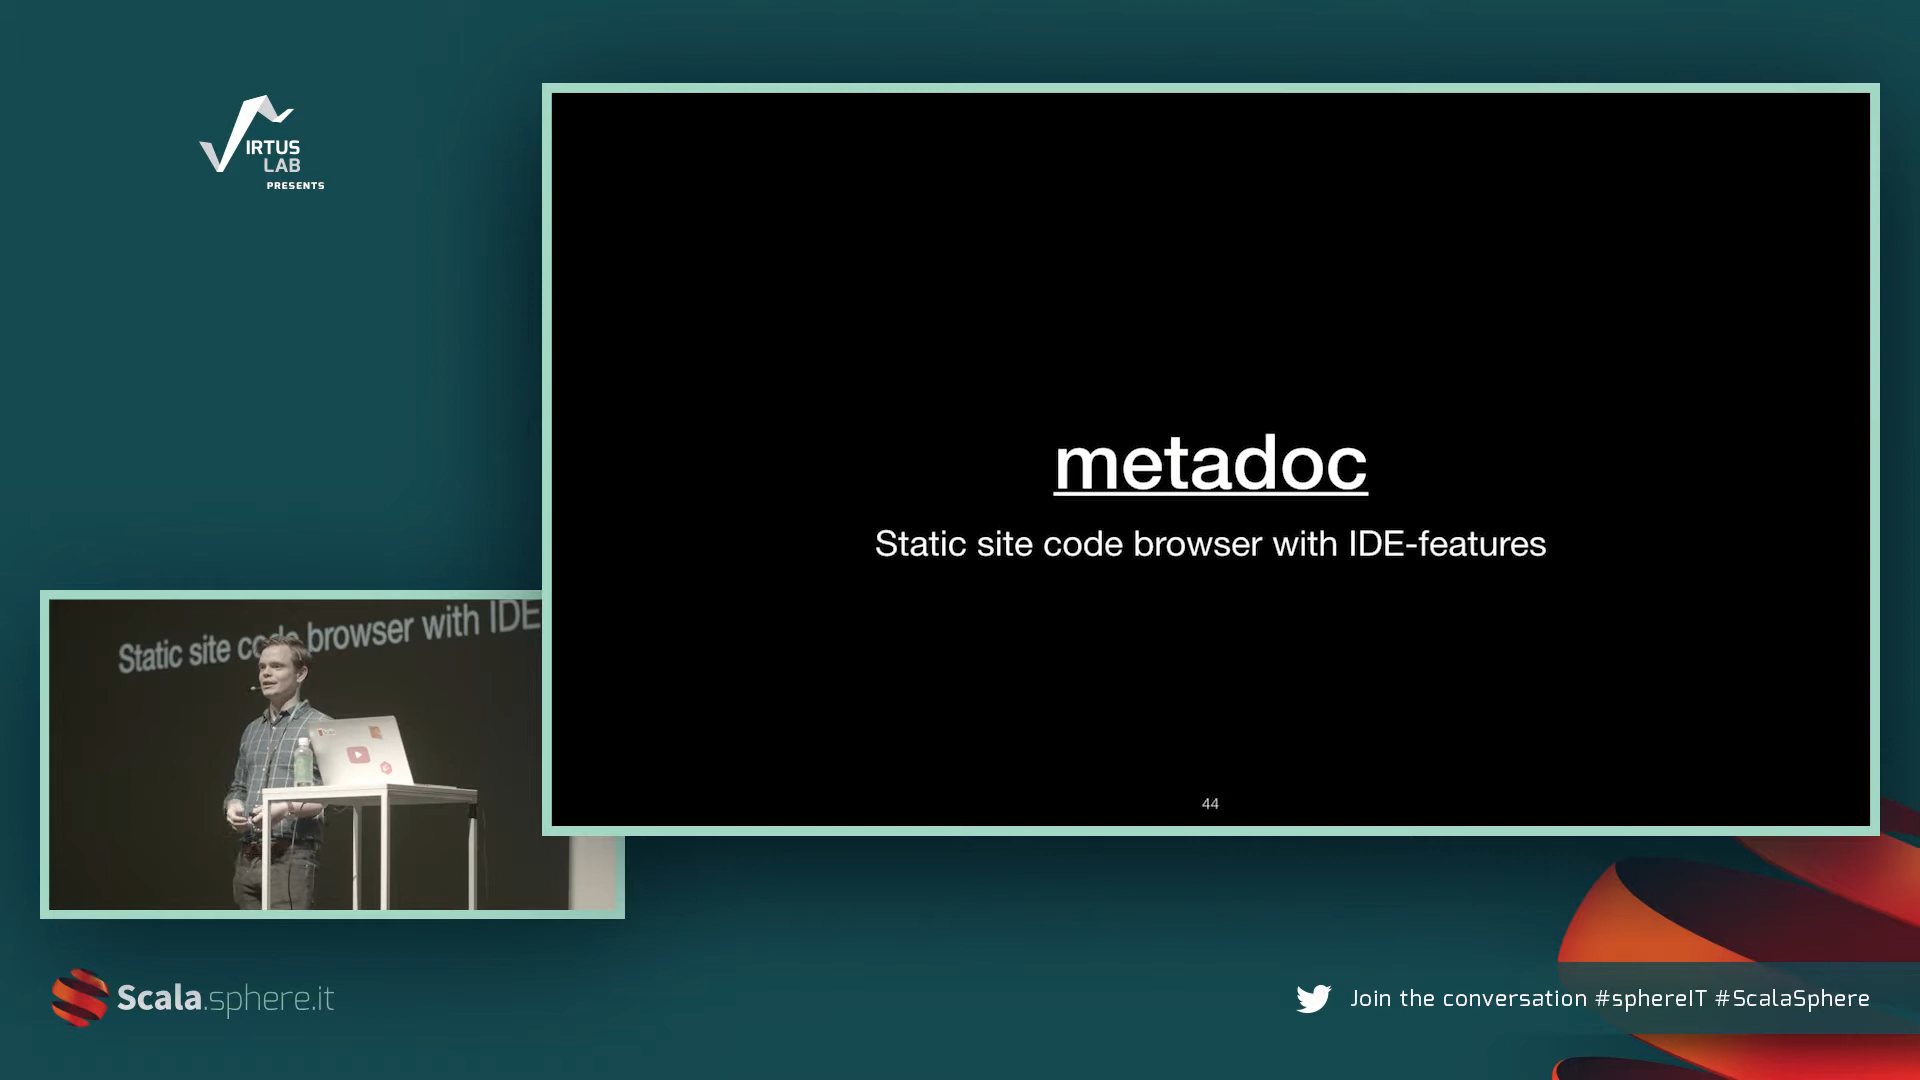 VIRTUS
LAB
PRESENTS
metadoc
Static site code browser with IDE-features
44
Static site code browser with IDE
Scala.sphere.it
Join the conversation #sphereIT #ScalaSphere